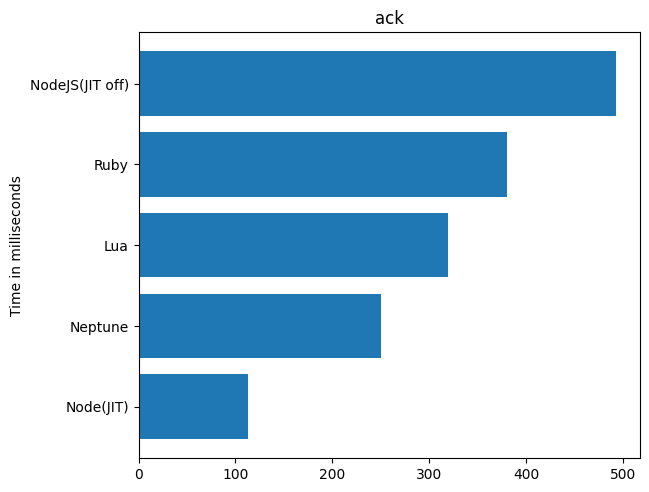 ack
NodeJS(JIT off)
Ruby
Lua
Neptune
Node(JIT)
Time in milliseconds
0 100 200 300 400 500